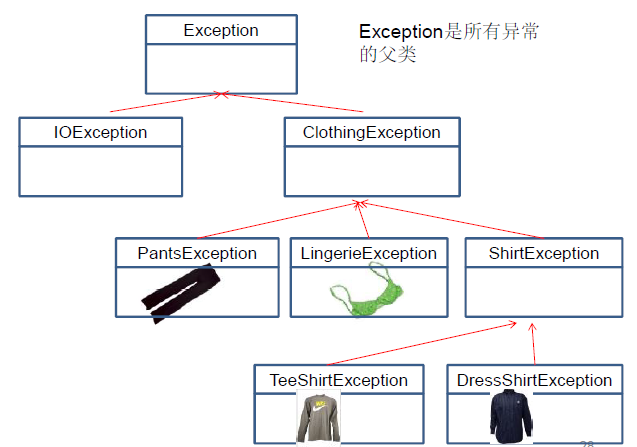 Exception
Exception是所有异常
的父类
IOException
ClothingException
PantsException
LingerieException
ShirtException
TeeShirtException
DressShirtException